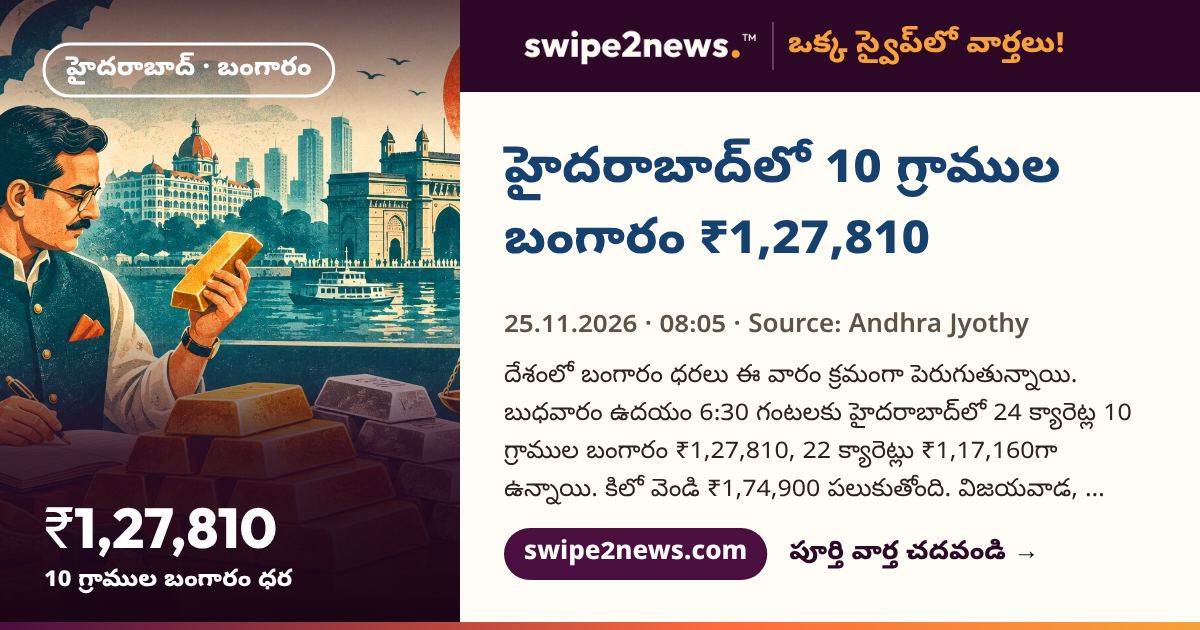 హైదరాబాద్ · బంగారం
₹1,27,810
10 గ్రాముల బంగారం ధర
swipe2news.™ ఒక్క స్వైప్‌లో వార్తలు!
హైదరాబాద్‌లో 10 గ్రాముల
బంగారం ₹1,27,810
25.11.2026 · 08:05 · Source: Andhra Jyothy
దేశంలో బంగారం ధరలు ఈ వారం క్రమంగా పెరుగుతున్నాయి.
బుధవారం ఉదయం 6:30 గంటలకు హైదరాబాద్‌లో 24 క్యారెట్ల 10
గ్రాముల బంగారం ₹1,27,810, 22 క్యారెట్లు ₹1,17,160గా
ఉన్నాయి. కిలో వెండి ₹1,74,900 పలుకుతోంది. విజయవాడ, ...
swipe2news.com పూర్తి వార్త చదవండి →